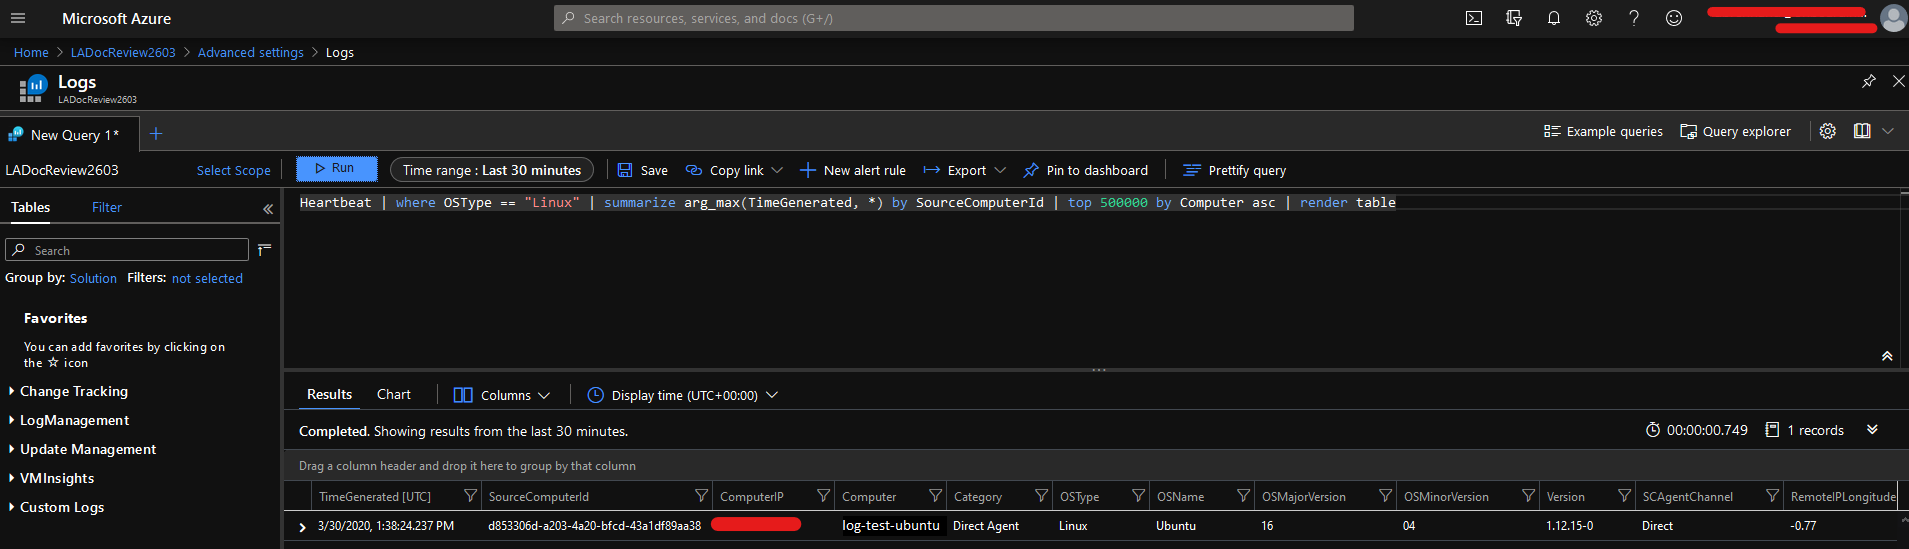 Microsoft Azure
Search resources, services, and docs (G+/)
Home > LADocReview2603 > Advanced settings > Logs
Logs
LADocReview2603
New Query 1*
Example queries
Query explorer
LADocReview2603
Select Scope
Run
Time range : Last 30 minutes
Save
Copy link
New alert rule
Export
Pin to dashboard
Prettify query
Tables
Filter
Heartbeat | where OSType == "Linux" | summarize arg_max(TimeGenerated, *) by SourceComputerId | top 500000 by Computer asc | render table
Search
Group by: Solution Filters: not selected
Favorites
You can add favorites by clicking on
the ☆ icon
Change Tracking
LogManagement
Update Management
VMInsights
Custom Logs
Results
Chart
Columns
Display time (UTC+00:00)
Completed. Showing results from the last 30 minutes.
00:00:00.749
1 records
Drag a column header and drop it here to group by that column
TimeGenerated [UTC] SourceComputerId ComputerIP Computer Category OSType OSName OSMajorVersion OSMinorVersion Version SCAgentChannel RemoteIPLongitude
3/30/2020, 1:38:24.237 PM d853306d-a203-4a20-bfcd-43a1df89aa38 log-test-ubuntu Direct Agent Linux Ubuntu 16 04 1.12.15-0 Direct -0.77